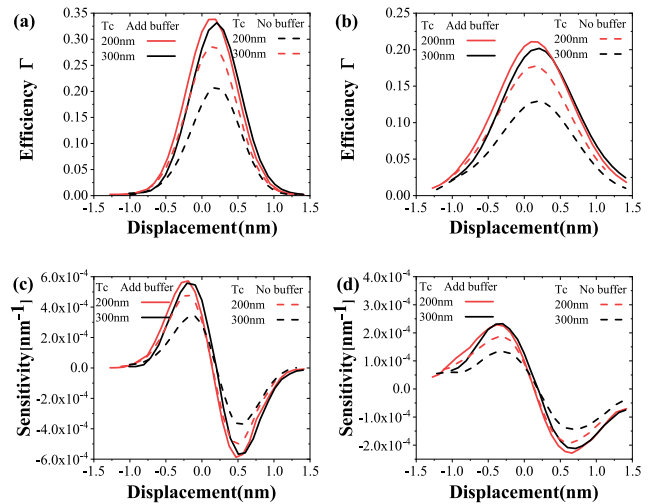 (a)
Tc Add buffer
200nm
300nm
Tc No buffer
200nm
300nm
Efficiency Γ
0.35
0.30
0.25
0.20
0.15
0.10
0.05
0.00
-1.5 -1.0 -0.5 0.0 0.5 1.0 1.5
Displacement(nm)
(b)
Tc Add buffer
200nm
300nm
Tc No buffer
200nm
300nm
Efficiency Γ
0.25
0.20
0.15
0.10
0.05
0.00
-1.5 -1.0 -0.5 0.0 0.5 1.0 1.5
Displacement(nm)
(c)
Tc Add buffer
200nm
300nm
Tc No buffer
200nm
300nm
Sensitivity[nm⁻¹]
6.0x10⁻⁴
4.0x10⁻⁴
2.0x10⁻⁴
0.0
-2.0x10⁻⁴
-4.0x10⁻⁴
-6.0x10⁻⁴
-1.5 -1.0 -0.5 0.0 0.5 1.0 1.5
Displacement(nm)
(d)
Tc Add buffer
200nm
300nm
Tc No buffer
200nm
300nm
Sensitivity[nm⁻¹]
4.0x10⁻⁴
2.0x10⁻⁴
2.0x10⁻⁴
0.0
-1.0x10⁻⁴
-2.0x10⁻⁴
-1.5 -1.0 -0.5 0.0 0.5 1.0 1.5
Displacement(nm)